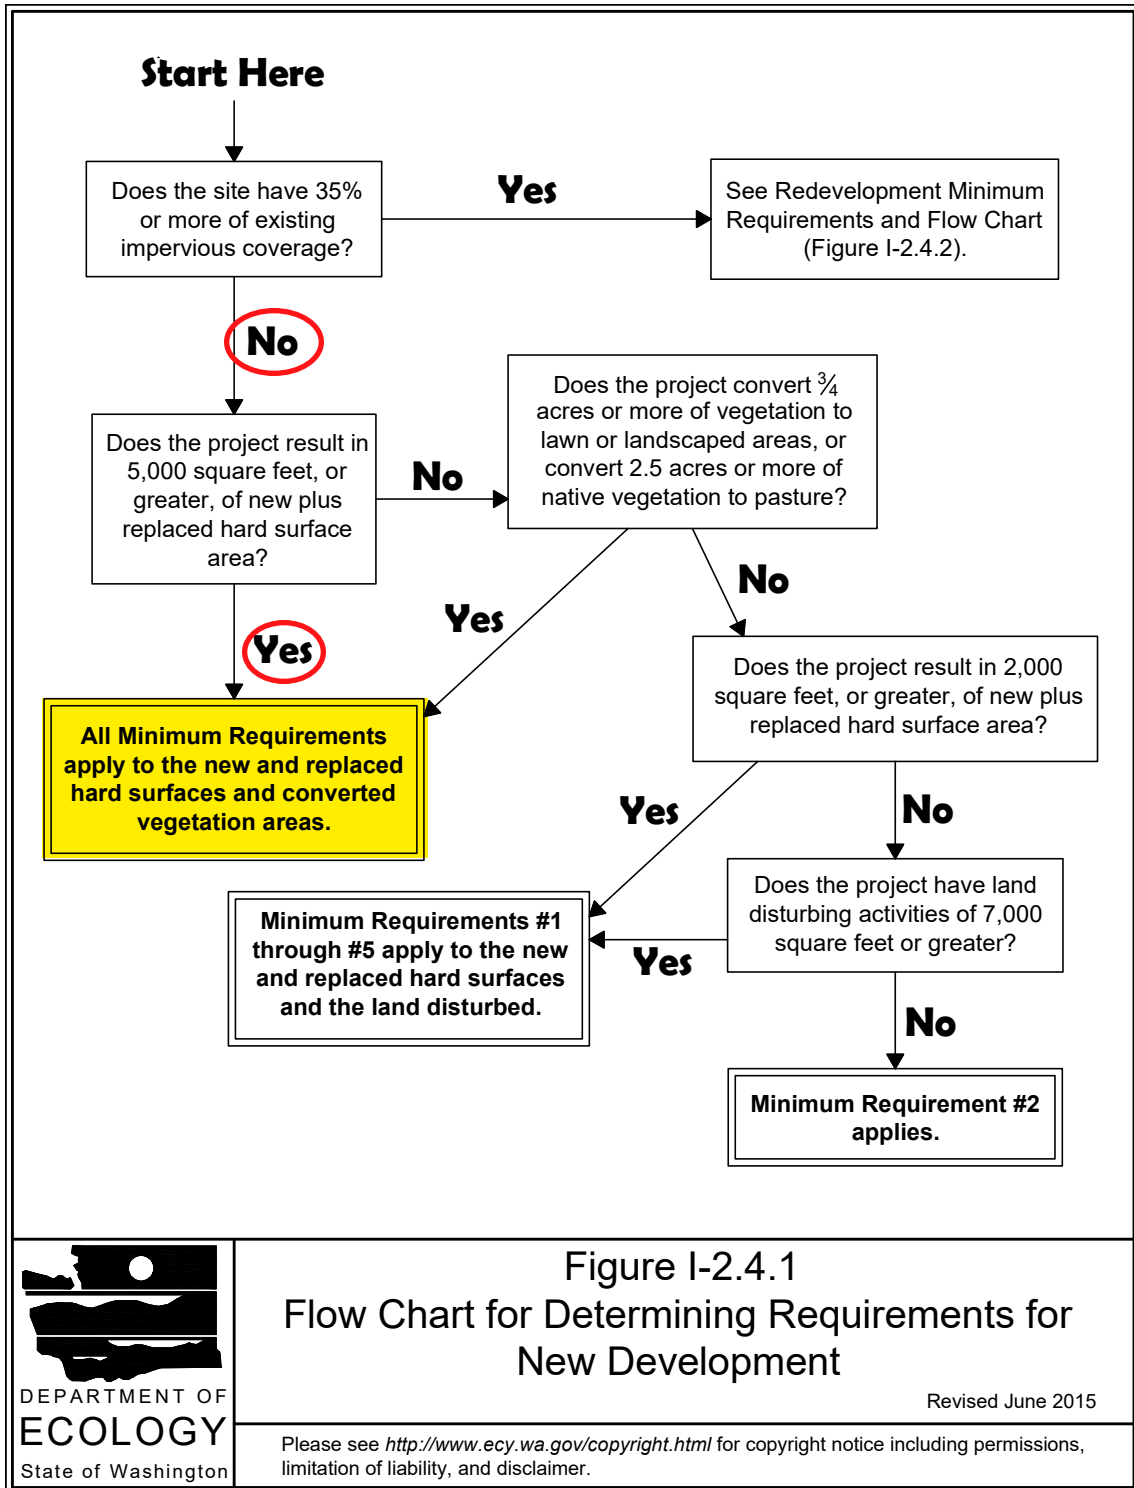 Start Here
Does the site have 35%
or more of existing
impervious coverage?
Yes
See Redevelopment Minimum
Requirements and Flow Chart
(Figure I-2.4.2).
No
Does the project result in
5,000 square feet, or
greater, of new plus
replaced hard surface
area?
No
Does the project convert ¾
acres or more of vegetation to
lawn or landscaped areas, or
convert 2.5 acres or more of
native vegetation to pasture?
Yes
Yes
No
All Minimum Requirements
apply to the new and replaced
hard surfaces and converted
vegetation areas.
Does the project result in 2,000
square feet, or greater, of new plus
replaced hard surface area?
Yes
No
Minimum Requirements #1
through #5 apply to the new
and replaced hard surfaces
and the land disturbed.
Does the project have land
disturbing activities of 7,000
square feet or greater?
Yes
No
Minimum Requirement #2
applies.
DEPARTMENT OF
ECOLOGY
State of Washington
Figure I-2.4.1
Flow Chart for Determining Requirements for
New Development
Revised June 2015
Please see http://www.ecy.wa.gov/copyright.html for copyright notice including permissions,
limitation of liability, and disclaimer.